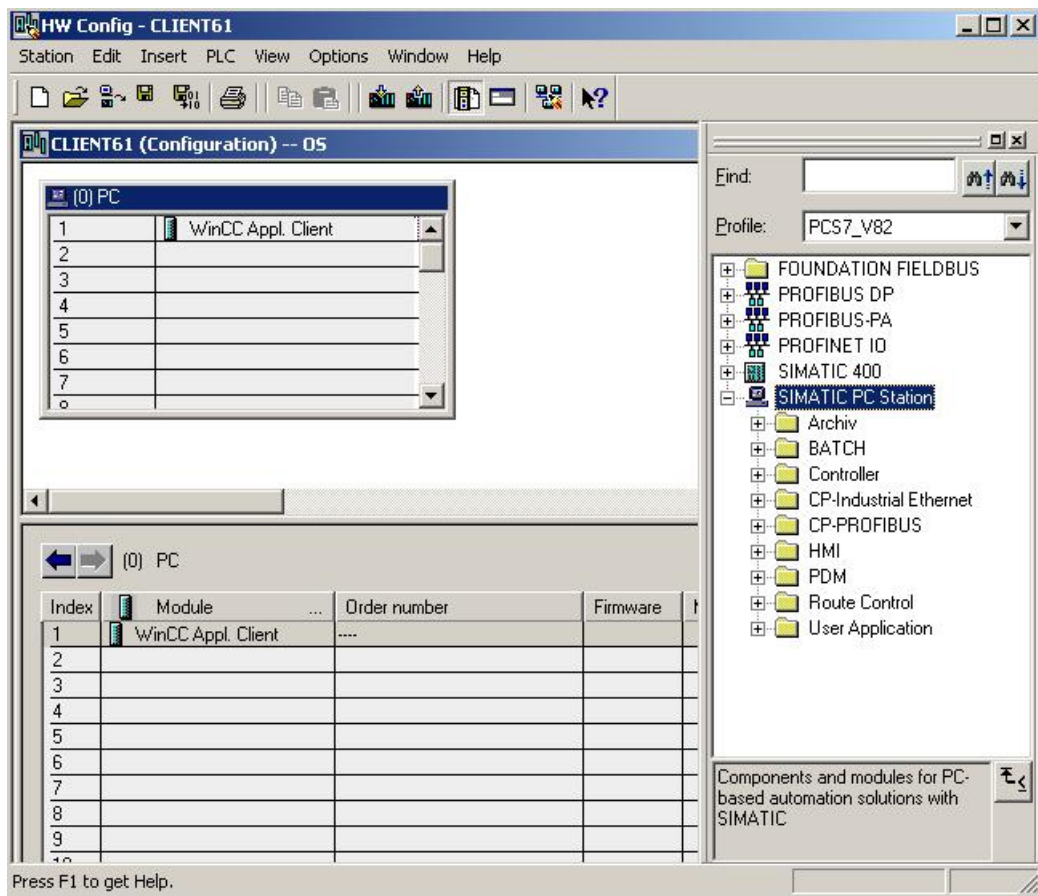 HW Config - CLIENT61
Station Edit Insert PLC View Options Window Help
CLIENT61 (Configuration) -- OS
(0) PC
1 WinCC Appl. Client
2
3
4
5
6
7
Find:
Profile: PCS7_V82
FOUNDATION FIELDBUS
PROFIBUS DP
PROFIBUS-PA
PROFINET IO
SIMATIC 400
SIMATIC PC Station
Archiv
BATCH
Controller
CP-Industrial Ethernet
CP-PROFIBUS
HMI
PDM
Route Control
User Application
(0) PC
Index Module ... Order number Firmware
1 WinCC Appl. Client ----
2
3
4
5
6
7
8
9
Components and modules for PC-
based automation solutions with
SIMATIC
Press F1 to get Help.